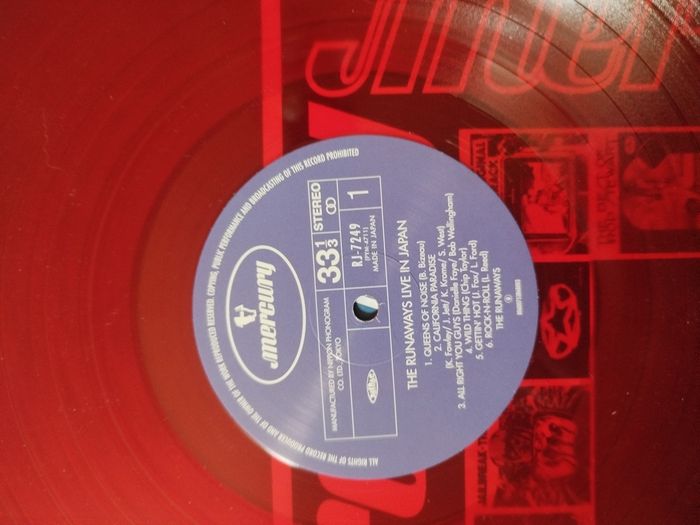 mercury
MANUFACTURED BY NIPPON PHONOGRAM
CO. LTD., TOKYO
33 1/3
STEREO
RJ-7249
MADE IN JAPAN
1
THE RUNAWAYS LIVE IN JAPAN
1. QUEENS OF NOISE (B. Bizeau)
2. CALIFORNIA PARADISE
(K. Fowley/ J. Jett/ K. Krome/ S. West)
3. ALL RIGHT YOU GUYS (Danielle Faye/ Bob Wellingham)
4. WILD THING (Chip Taylor)
5. GETTIN' HOT (J. Fox/ L. Ford)
6. ROCK-N-ROLL (L. Reed)
THE RUNAWAYS
ALL RIGHTS OF THE RECORD PRODUCER AND OF THE OWNER OF THE WORK REPRODUCED RESERVED. COPYING, PUBLIC PERFORMANCE AND BROADCASTING OF THIS RECORD PROHIBITED